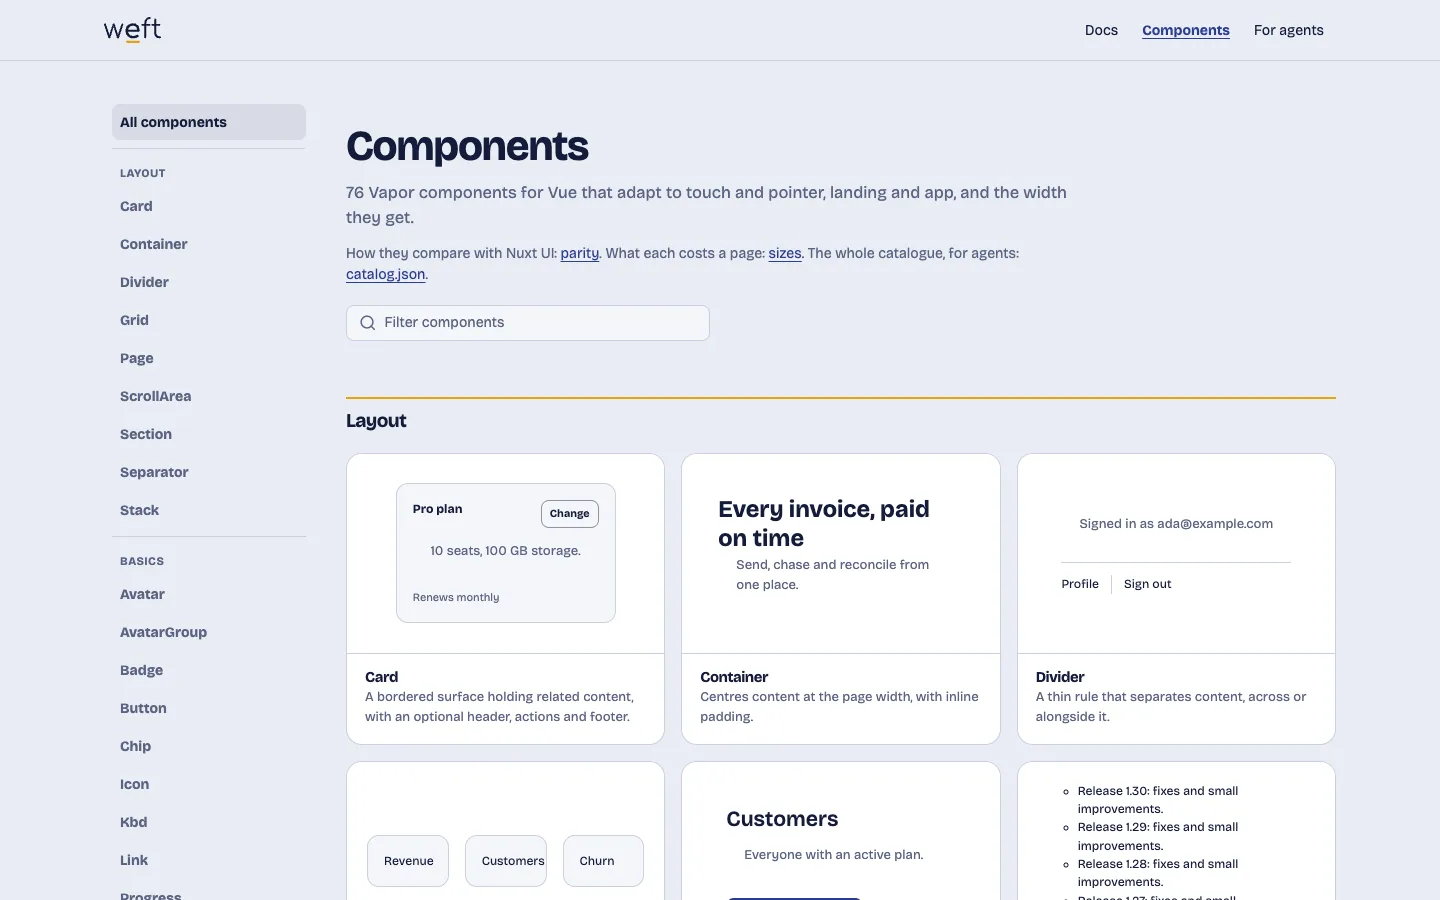 weft
Docs
Components
For agents
All components
LAYOUT
Card
Container
Divider
Grid
Page
ScrollArea
Section
Separator
Stack
BASICS
Avatar
AvatarGroup
Badge
Button
Chip
Icon
Kbd
Link
Progress
Components
76 Vapor components for Vue that adapt to touch and pointer, landing and app, and the width
they get.
How they compare with Nuxt UI: parity. What each costs a page: sizes. The whole catalogue, for agents:
catalog.json.
Filter components
Layout
Pro plan
Change
10 seats, 100 GB storage.
Renews monthly
Card
A bordered surface holding related content,
with an optional header, actions and footer.
Every invoice, paid
on time
Send, chase and reconcile from
one place.
Container
Centres content at the page width, with inline
padding.
Signed in as ada@example.com
Profile
Sign out
Divider
A thin rule that separates content, across or
alongside it.
Revenue
Customers
Churn
Customers
Everyone with an active plan.
Release 1.30: fixes and small
improvements.
Release 1.29: fixes and small
improvements.
Release 1.28: fixes and small
improvements.
Release 1.27: fixes and small